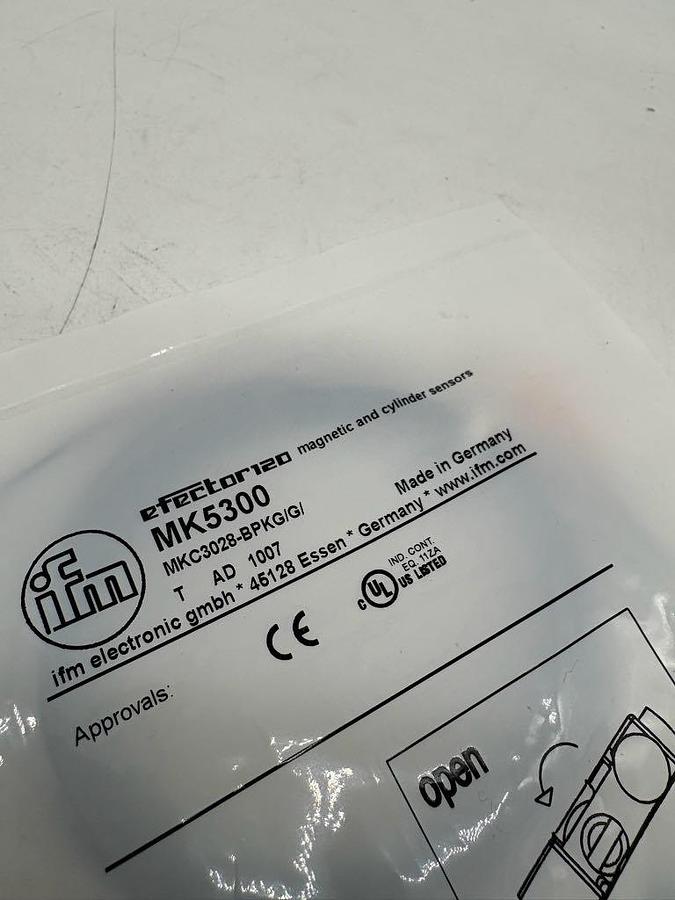 efector120 magnetic and cylinder sensors
MK5300
MKC3028-BPKG/G/
Made in Germany
T AD 1007
ifm electronic gmbh * 45128 Essen * Germany * www.ifm.com
ifm
CE
c UL US LISTED
IND. CONT.
EQ. 11ZA
Approvals:
open